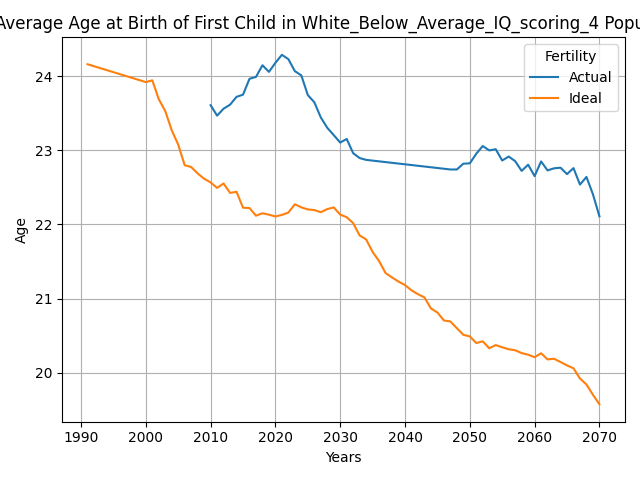 Average Age at Birth of First Child in White_Below_Average_IQ_scoring_4
Fertility
Actual
Ideal
Age
24
23
22
21
20
1990
2000
2010
2020
2030
2040
2050
2060
2070
Years